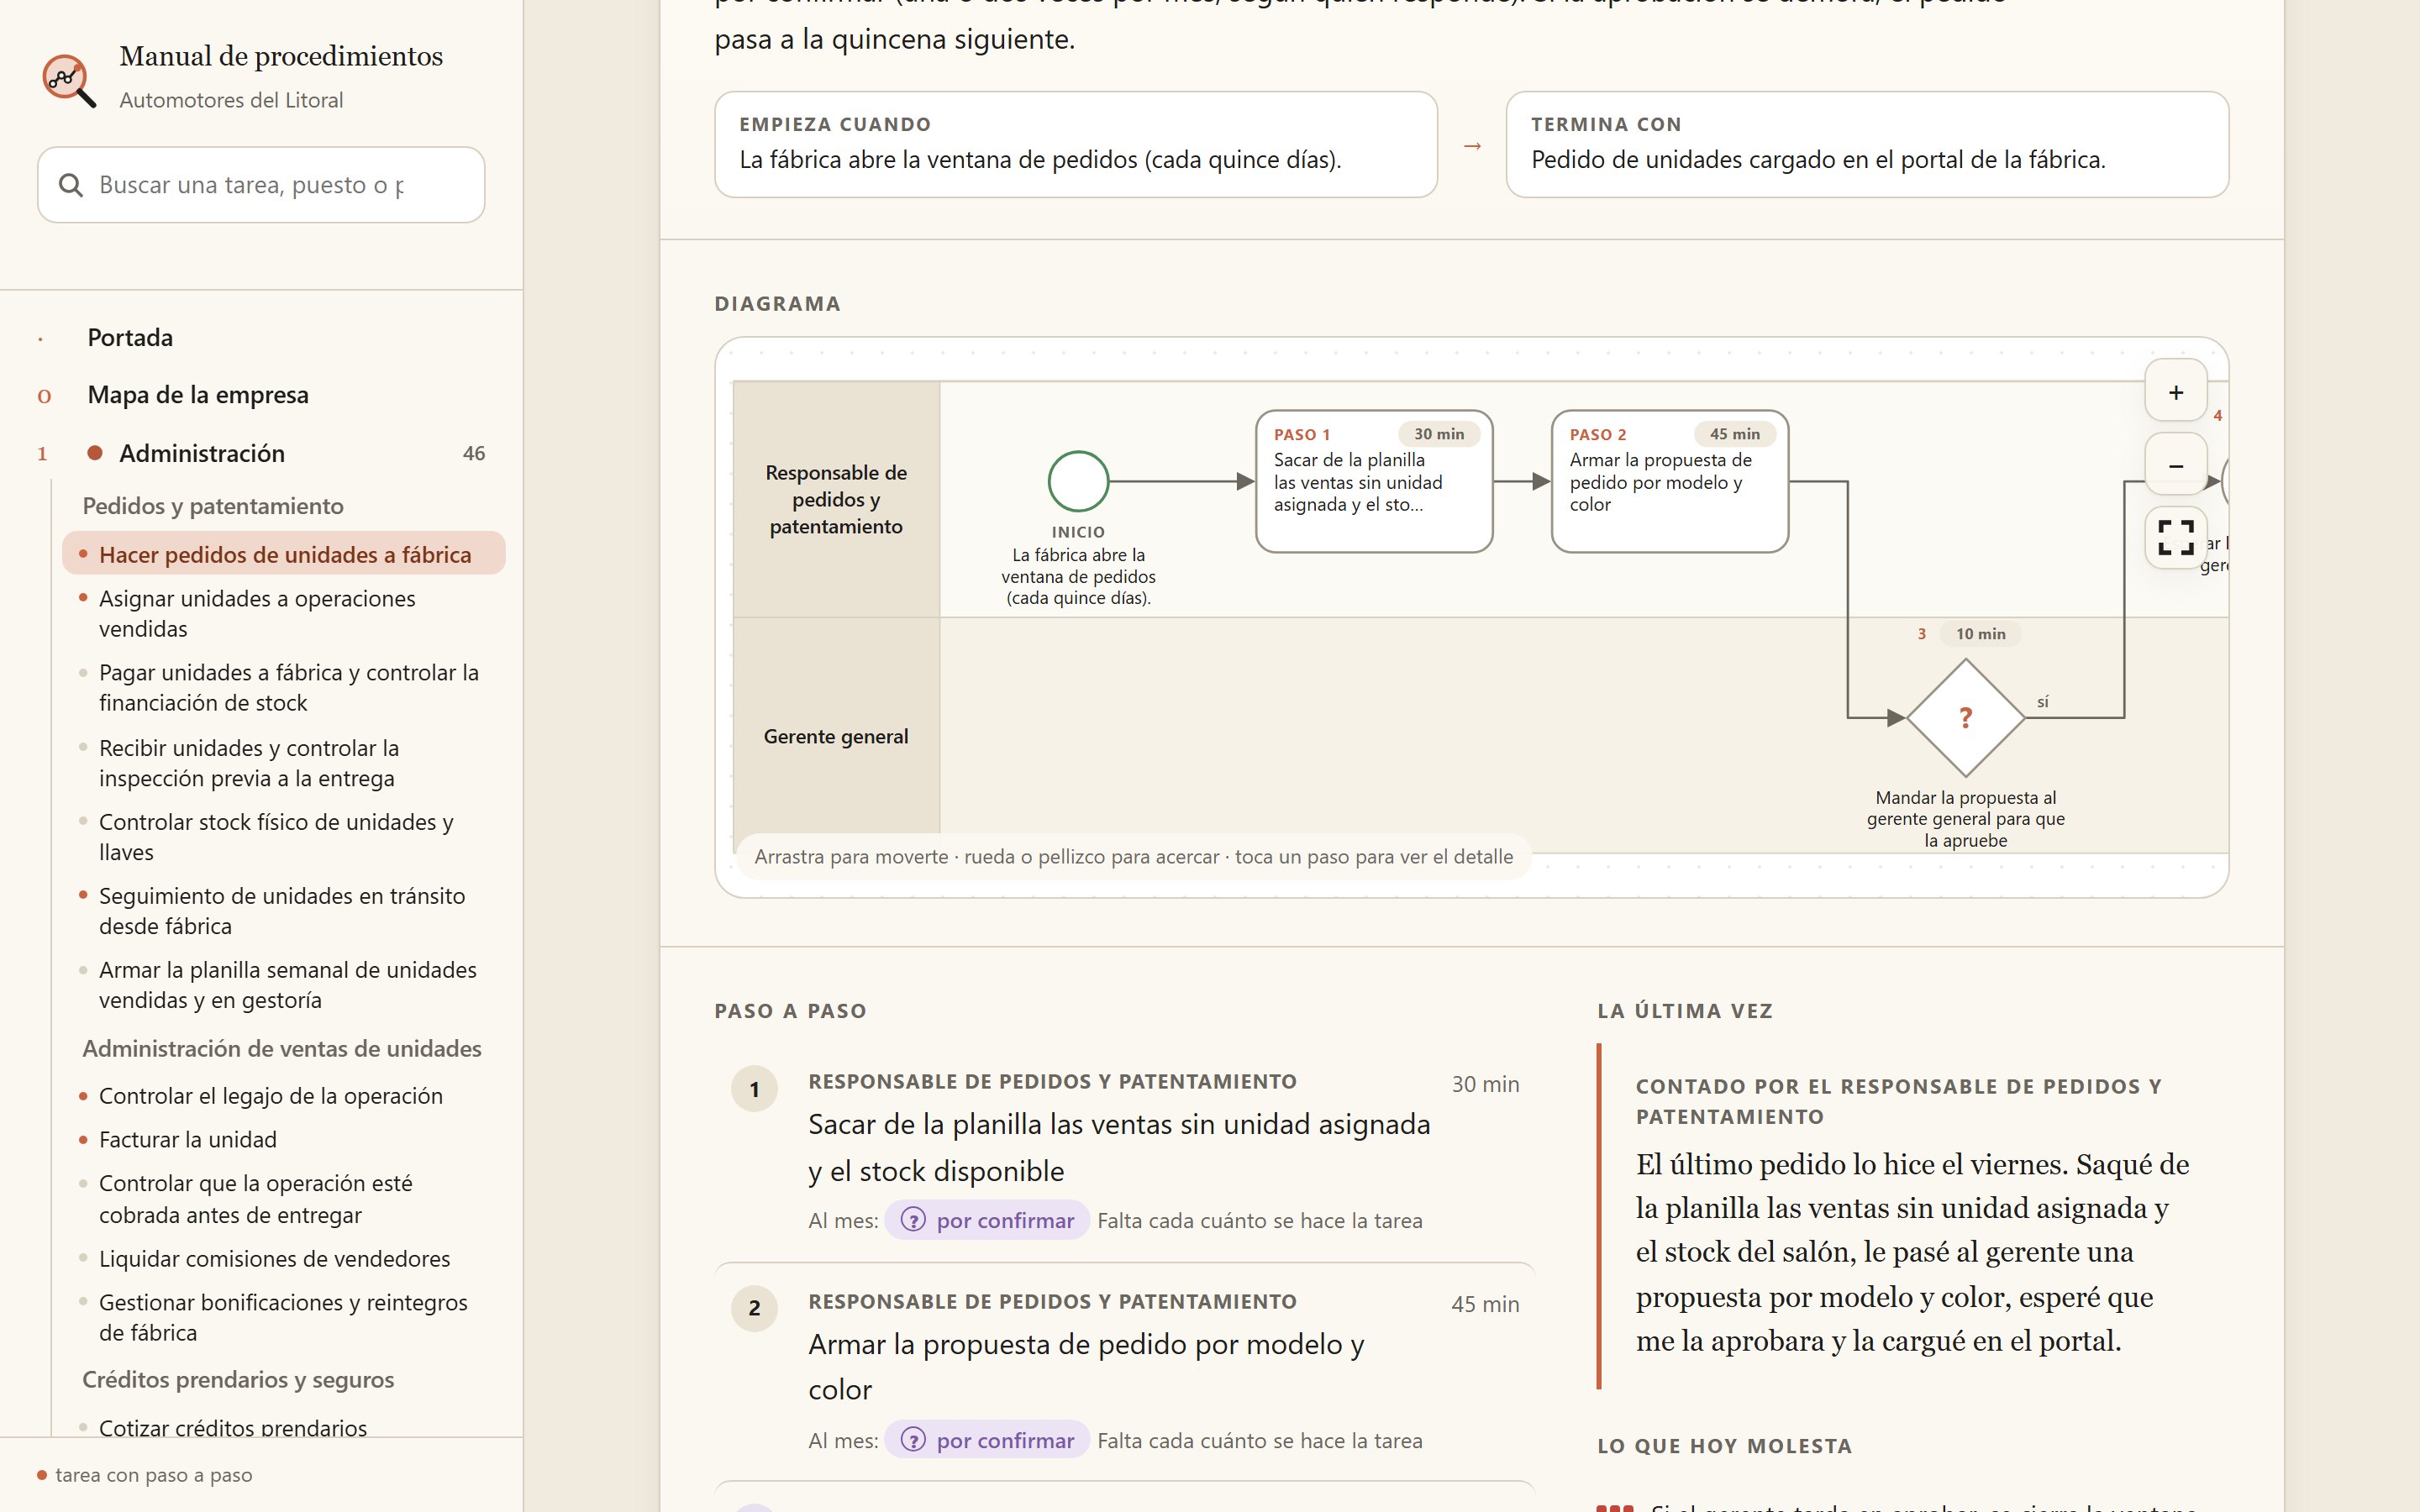 Manual de procedimientos
Automotores del Litoral
Buscar una tarea, puesto o p
Portada
0 Mapa de la empresa
1 Administración 46
Pedidos y patentamiento
Hacer pedidos de unidades a fábrica
Asignar unidades a operaciones
vendidas
Pagar unidades a fábrica y controlar la
financiación de stock
Recibir unidades y controlar la
inspección previa a la entrega
Controlar stock físico de unidades y
llaves
Seguimiento de unidades en tránsito
desde fábrica
Armar la planilla semanal de unidades
vendidas y en gestoría
Administración de ventas de unidades
Controlar el legajo de la operación
Facturar la unidad
Controlar que la operación esté
cobrada antes de entregar
Liquidar comisiones de vendedores
Gestionar bonificaciones y reintegros
de fábrica
Créditos prendarios y seguros
Cotizar créditos prendarios
tarea con paso a paso
pasa a la quincena siguiente.
EMPIEZA CUANDO
La fábrica abre la ventana de pedidos (cada quince días).
→
TERMINA CON
Pedido de unidades cargado en el portal de la fábrica.
DIAGRAMA
Responsable de
pedidos y
patentamiento
INICIO
La fábrica abre la
ventana de pedidos
(cada quince días).
PASO 1 30 min
Sacar de la planilla
las ventas sin unidad
asignada y el sto...
PASO 2 45 min
Armar la propuesta de
pedido por modelo y
color
+
−
4
Gerente general
3 10 min
?
sí
Mandar la propuesta al
gerente general para que
la apruebe
Arrastra para moverte · rueda o pellizco para acercar · toca un paso para ver el detalle
PASO A PASO
1 RESPONSABLE DE PEDIDOS Y PATENTAMIENTO 30 min
Sacar de la planilla las ventas sin unidad asignada
y el stock disponible
Al mes: ? por confirmar Falta cada cuánto se hace la tarea
2 RESPONSABLE DE PEDIDOS Y PATENTAMIENTO 45 min
Armar la propuesta de pedido por modelo y
color
Al mes: ? por confirmar Falta cada cuánto se hace la tarea
LA ÚLTIMA VEZ
CONTADO POR EL RESPONSABLE DE PEDIDOS Y
PATENTAMIENTO
El último pedido lo hice el viernes. Saqué de
la planilla las ventas sin unidad asignada y
el stock del salón, le pasé al gerente una
propuesta por modelo y color, esperé que
me la aprobara y la cargué en el portal.
LO QUE HOY MOLESTA